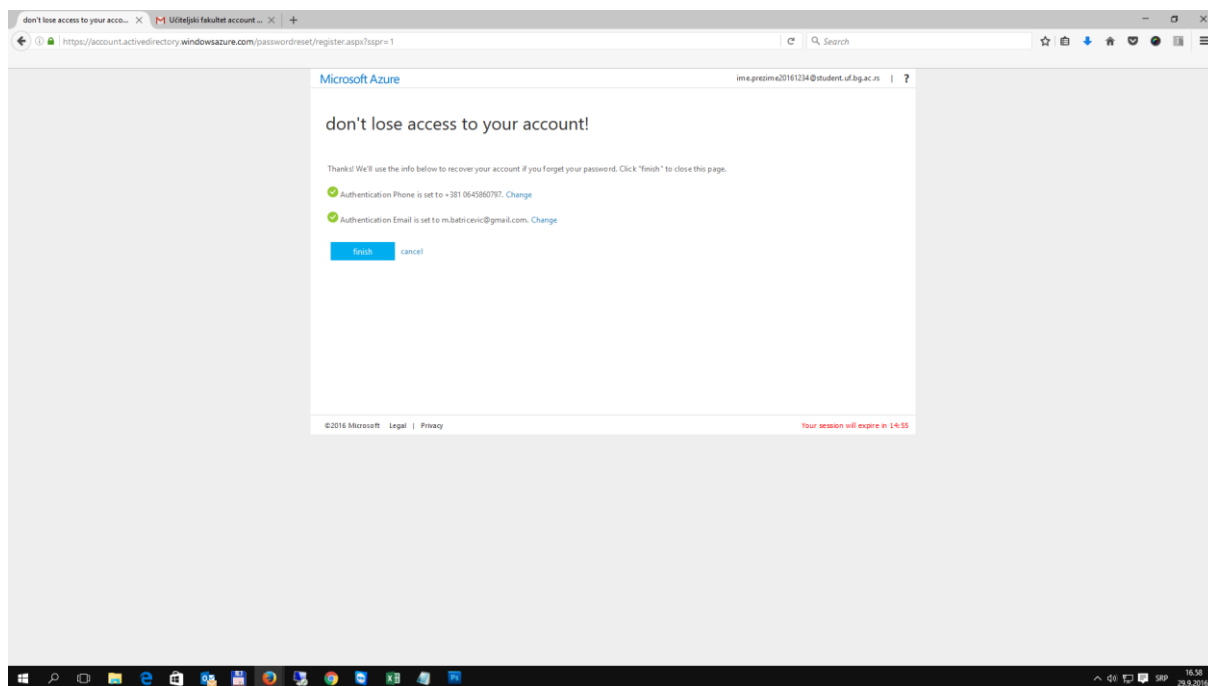 don't lose access to your acco...
Učiteljski fakultet account ...
https://account.activedirectory.windowsazure.com/passwordreset/register.aspx?sspr=1
Search
Microsoft Azure
ime.prezime20161234@student.uf.bg.ac.rs | ?
don't lose access to your account!
Thanks! We'll use the info below to recover your account if you forget your password. Click "finish" to close this page.
Authentication Phone is set to +381 0645860797. Change
Authentication Email is set to m.batricevic@gmail.com. Change
finish cancel
©2016 Microsoft Legal | Privacy
Your session will expire in 14:55
SRP
16.58
29.9.2016